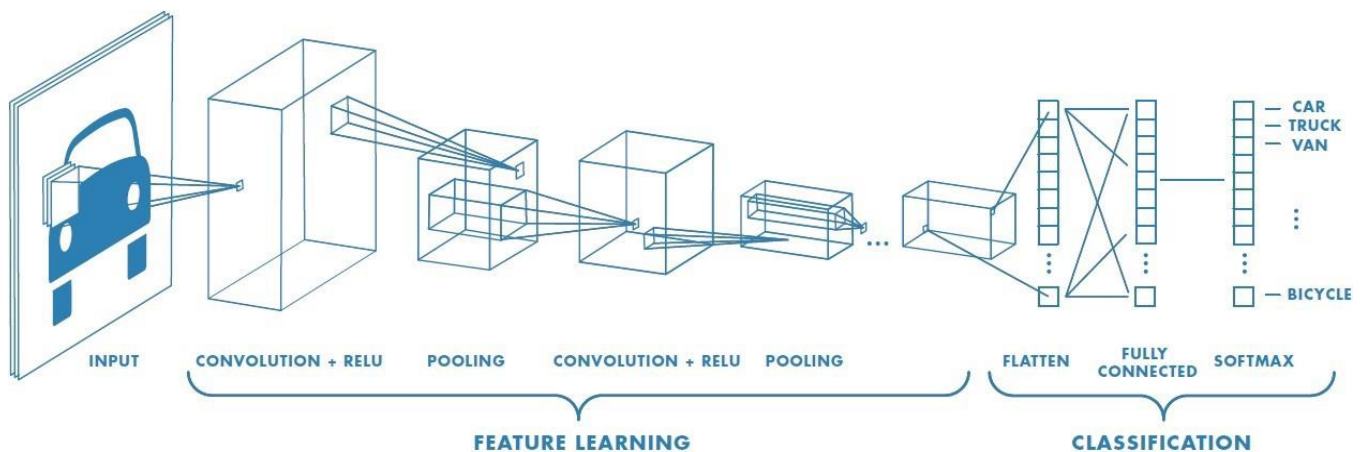 CAR
TRUCK
VAN
BICYCLE
INPUT
CONVOLUTION + RELU
POOLING
CONVOLUTION + RELU
POOLING
FLATTEN
FULLY
CONNECTED
SOFTMAX
FEATURE LEARNING
CLASSIFICATION